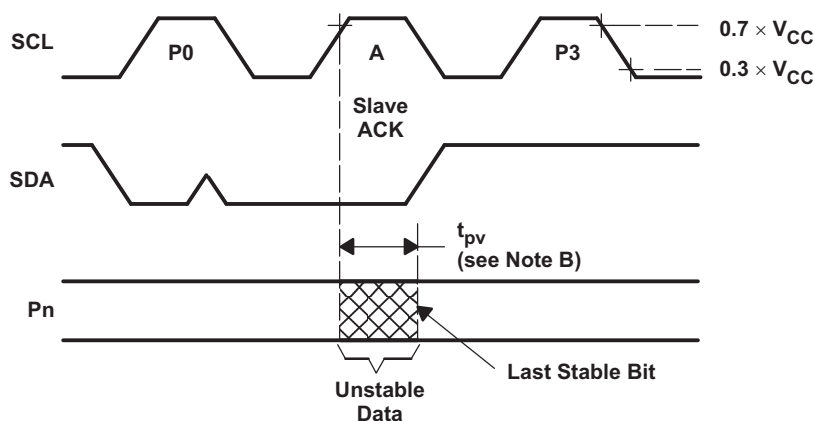 SCL
P0
A
P3
0.7 × VCC
0.3 × VCC
Slave
ACK
SDA
tpv
(see Note B)
Pn
Unstable
Data
Last Stable Bit